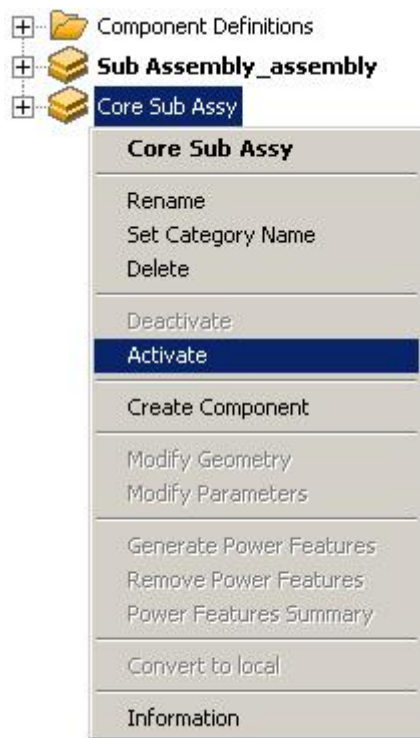 Component Definitions
Sub Assembly_assembly
Core Sub Assy
Core Sub Assy
Rename
Set Category Name
Delete
Deactivate
Activate
Create Component
Modify Geometry
Modify Parameters
Generate Power Features
Remove Power Features
Power Features Summary
Convert to local
Information